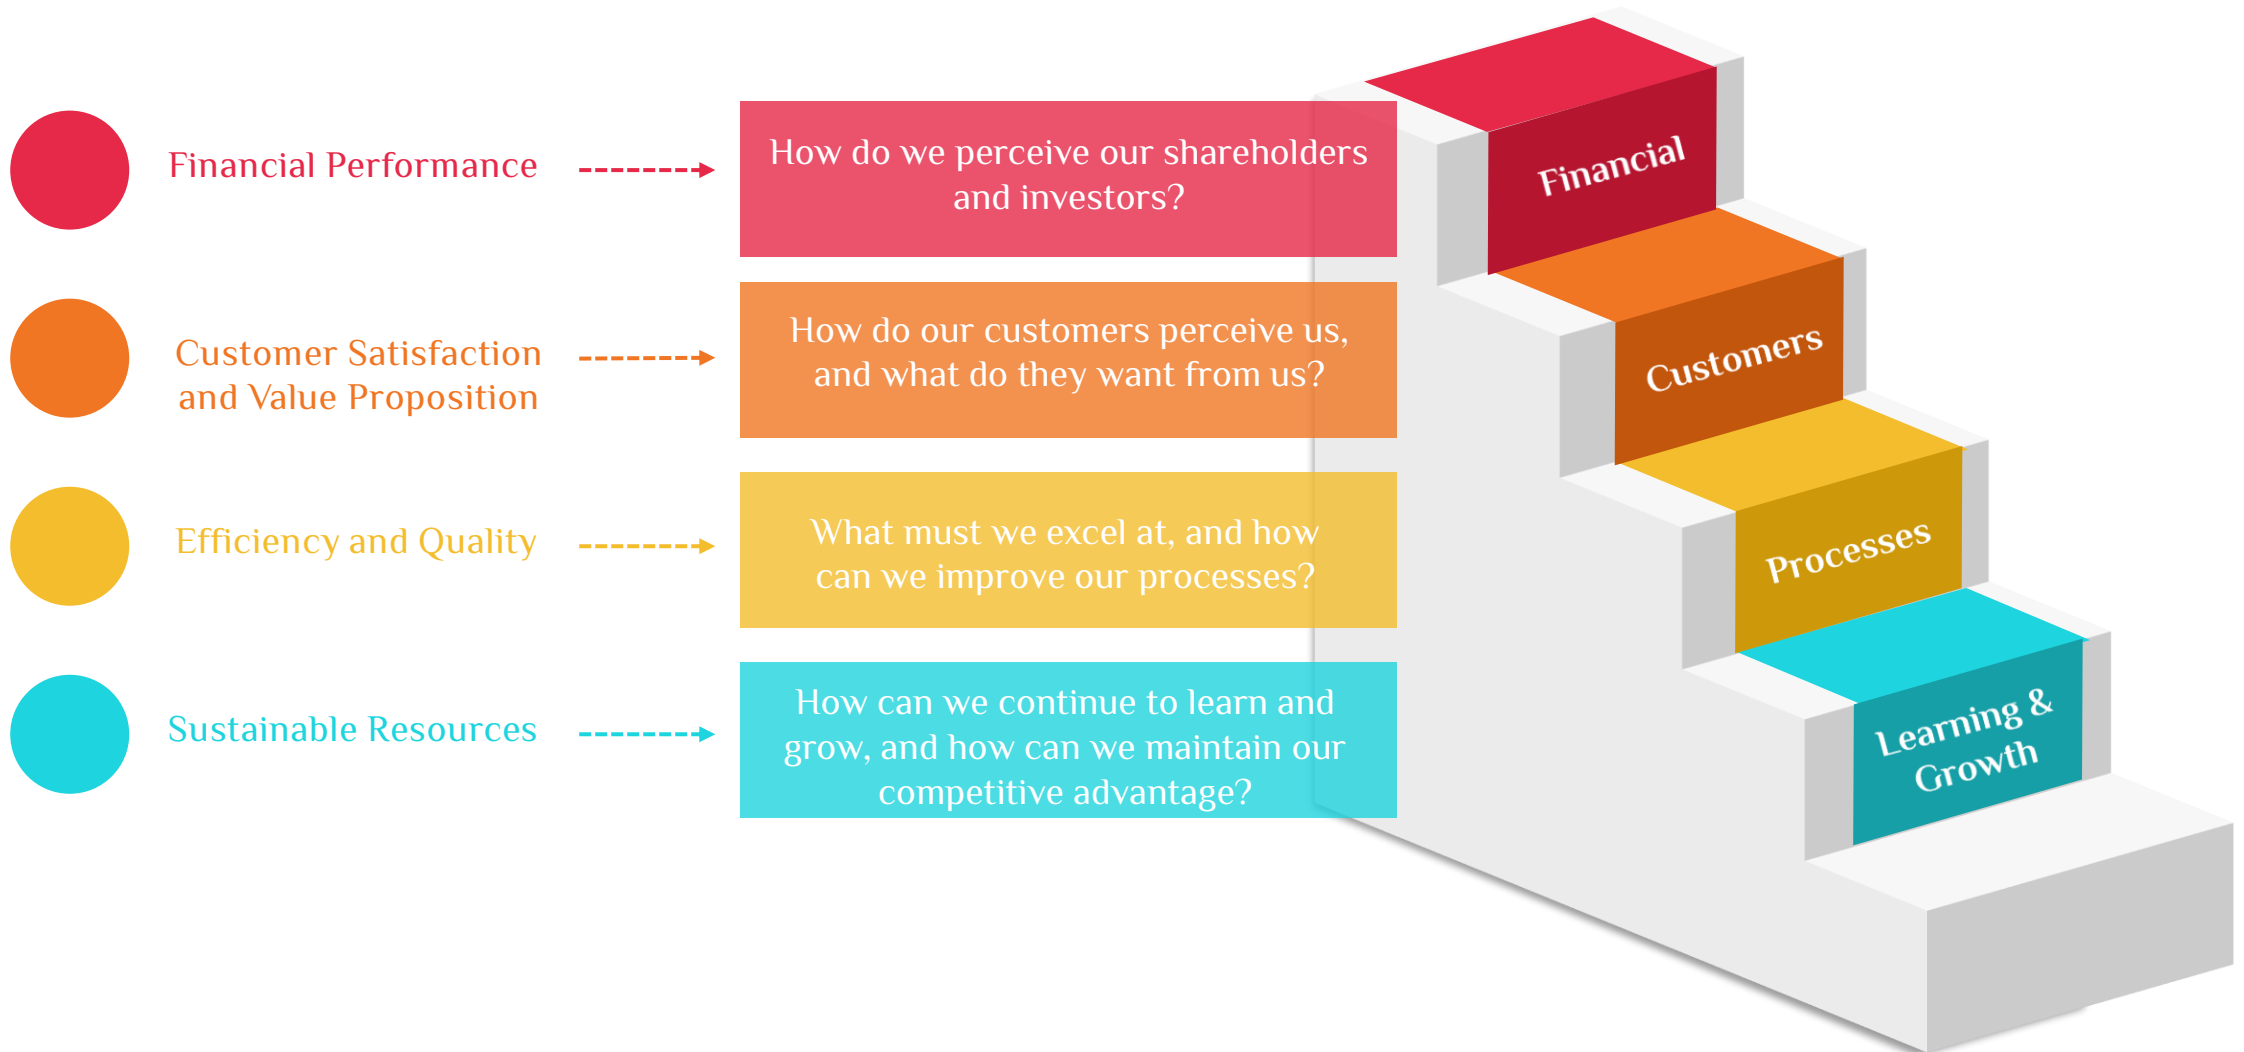 Financial Performance
How do we perceive our shareholders
and investors?
Financial
Customer Satisfaction
and Value Proposition
How do our customers perceive us,
and what do they want from us?
Customers
Efficiency and Quality
What must we excel at, and how
can we improve our processes?
Processes
Sustainable Resources
How can we continue to learn and
grow, and how can we maintain our
competitive advantage?
Learning &
Growth